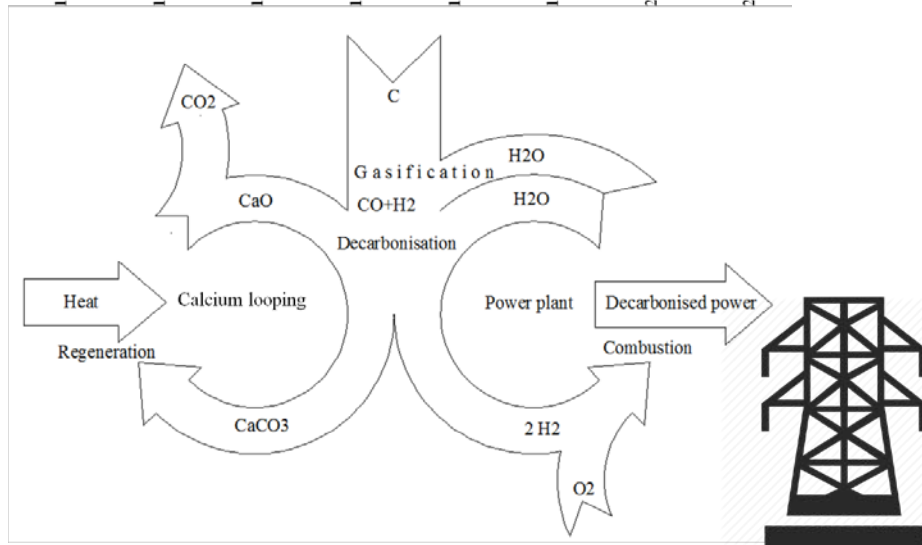 CO2
C
H2O
Gasification
CaO
CO+H2
H2O
Decarbonisation
Heat
Calcium looping
Power plant
Decarbonised power
Regeneration
Combustion
CaCO3
2 H2
O2